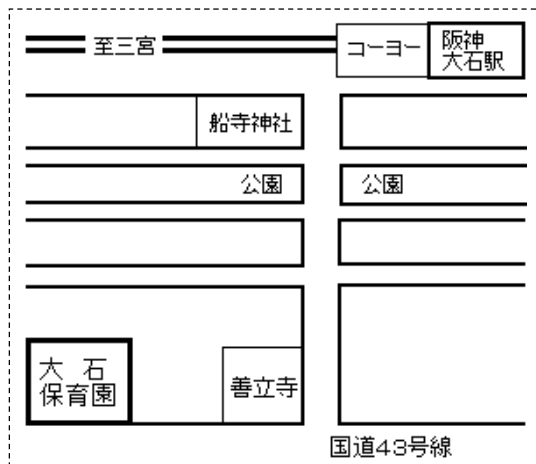 至三宮
コーヨー
阪神
大石駅
船寺神社
公園
公園
大石
保育園
善立寺
国道43号線